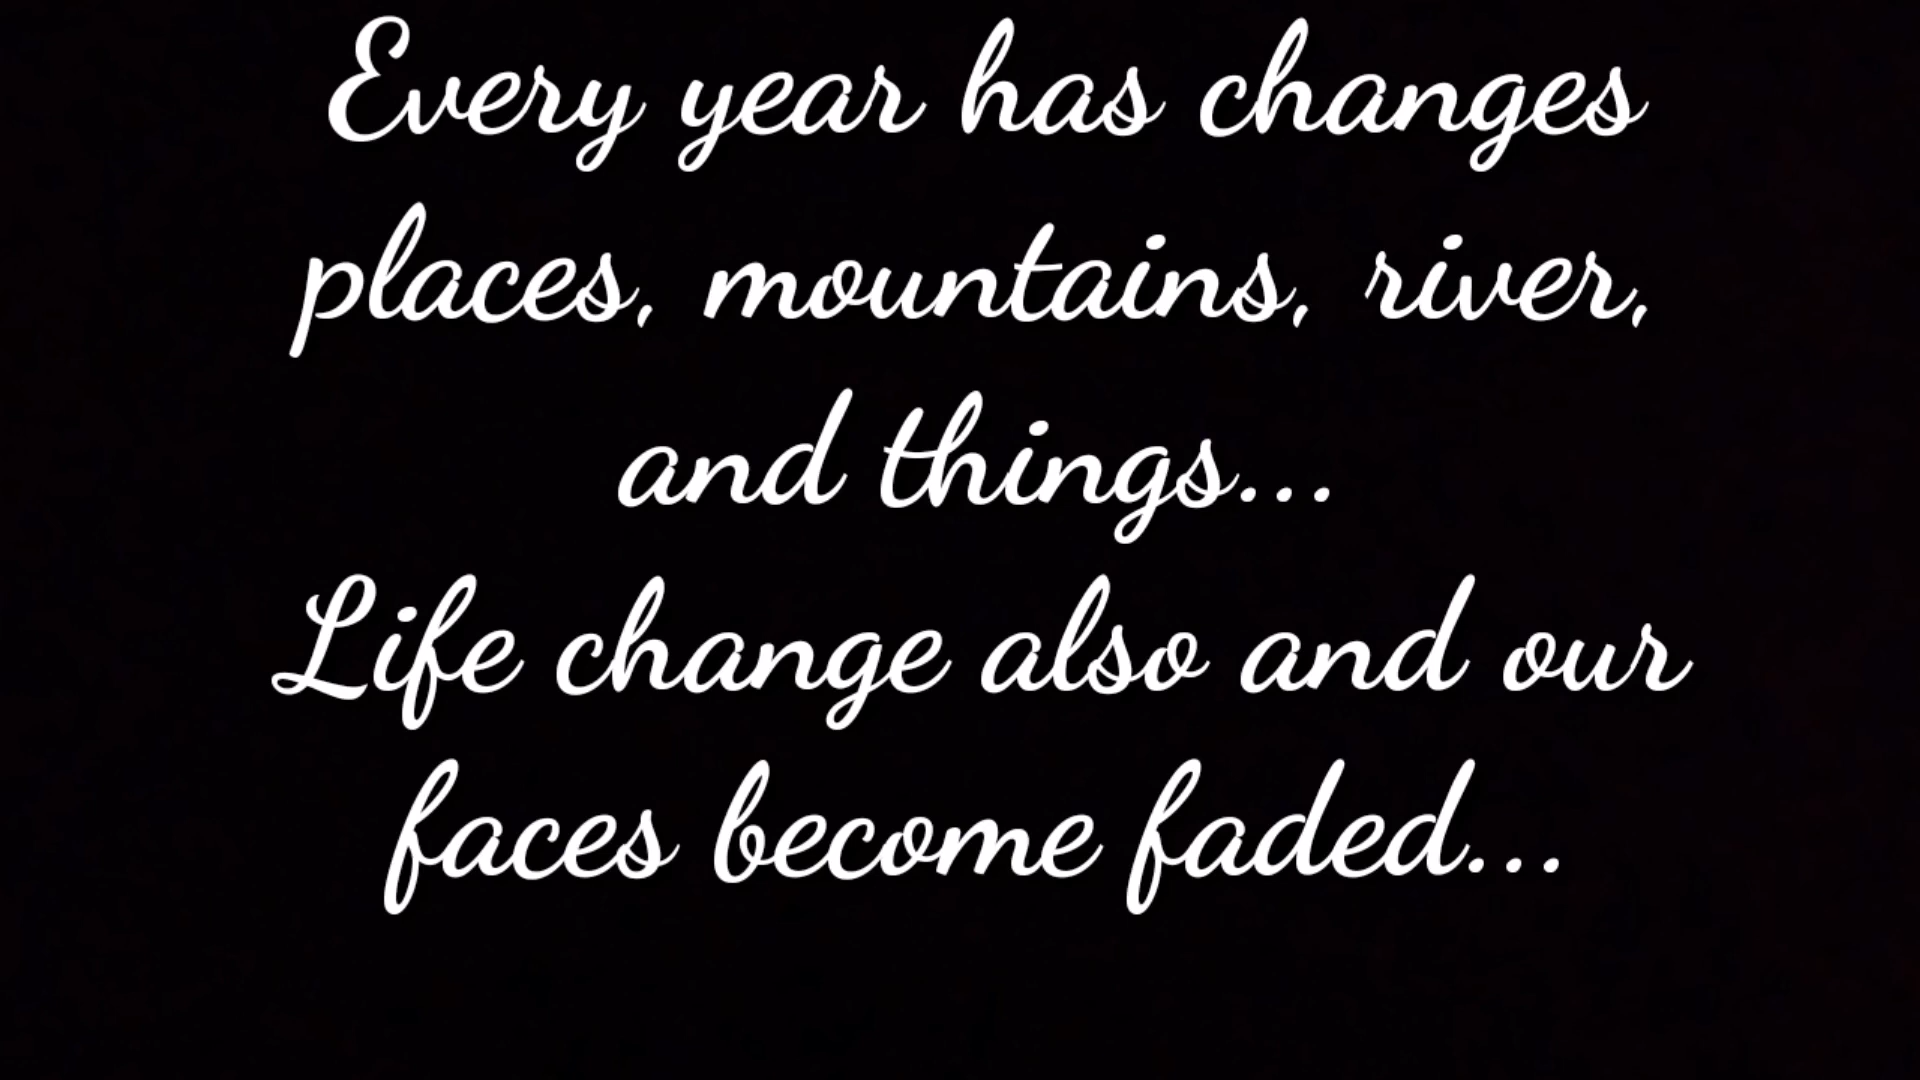 Every year has changes
places, mountains, river,
and things...
Life change also and our
faces become faded...